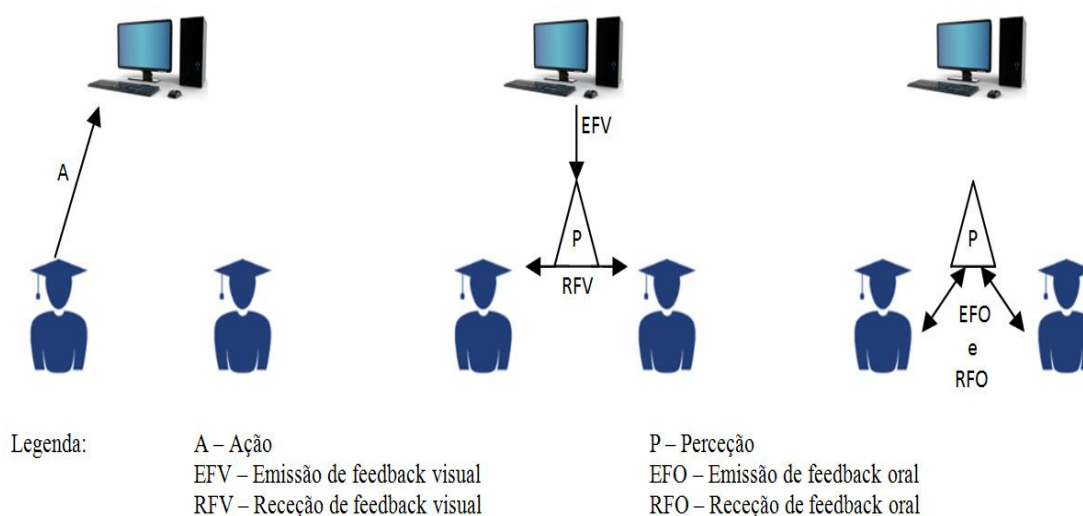 EFV
A
P
P
RFV
EFO
e
RFO
Legenda:
A – Ação
P – Perceção
EFV – Emissão de feedback visual
EFO – Emissão de feedback oral
RFV – Receção de feedback visual
RFO – Receção de feedback oral